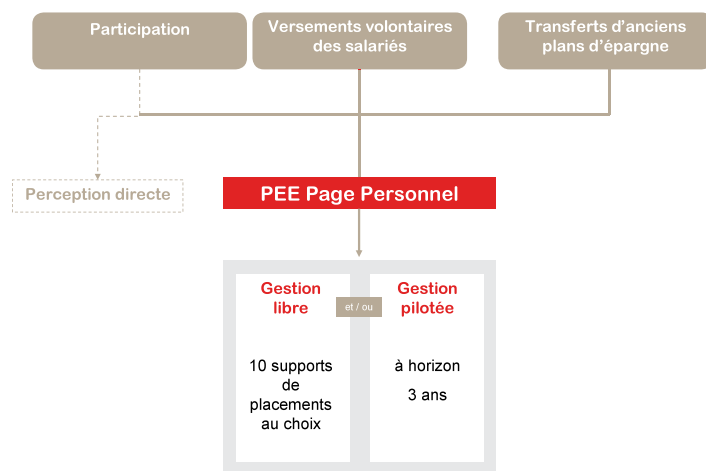 Participation
Versements volontaires
des salariés
Transferts d'anciens
plans d'épargne
Perception directe
PEE Page Personnel
Gestion
libre
et / ou
Gestion
pilotée
10 supports
de
placements
au choix
à horizon
3 ans